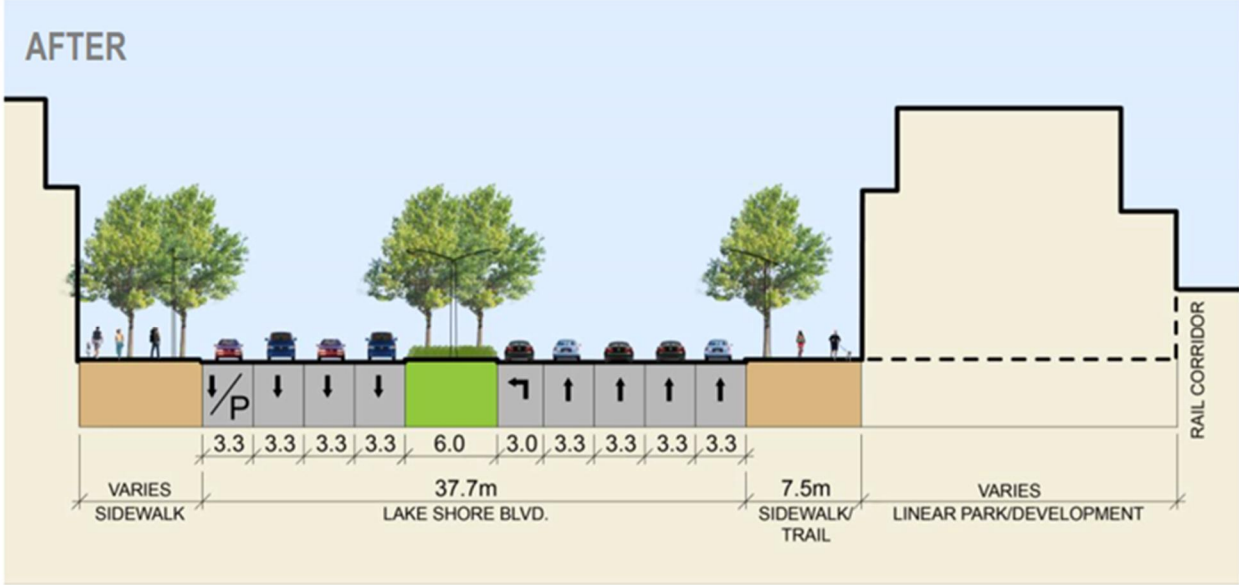 AFTER
/P
3.3 3.3 3.3 3.3 6.0 3.0 3.3 3.3 3.3 3.3
VARIES
SIDEWALK
37.7m
LAKE SHORE BLVD.
7.5m
SIDEWALK/
TRAIL
VARIES
LINEAR PARK/DEVELOPMENT
RAIL CORRIDOR